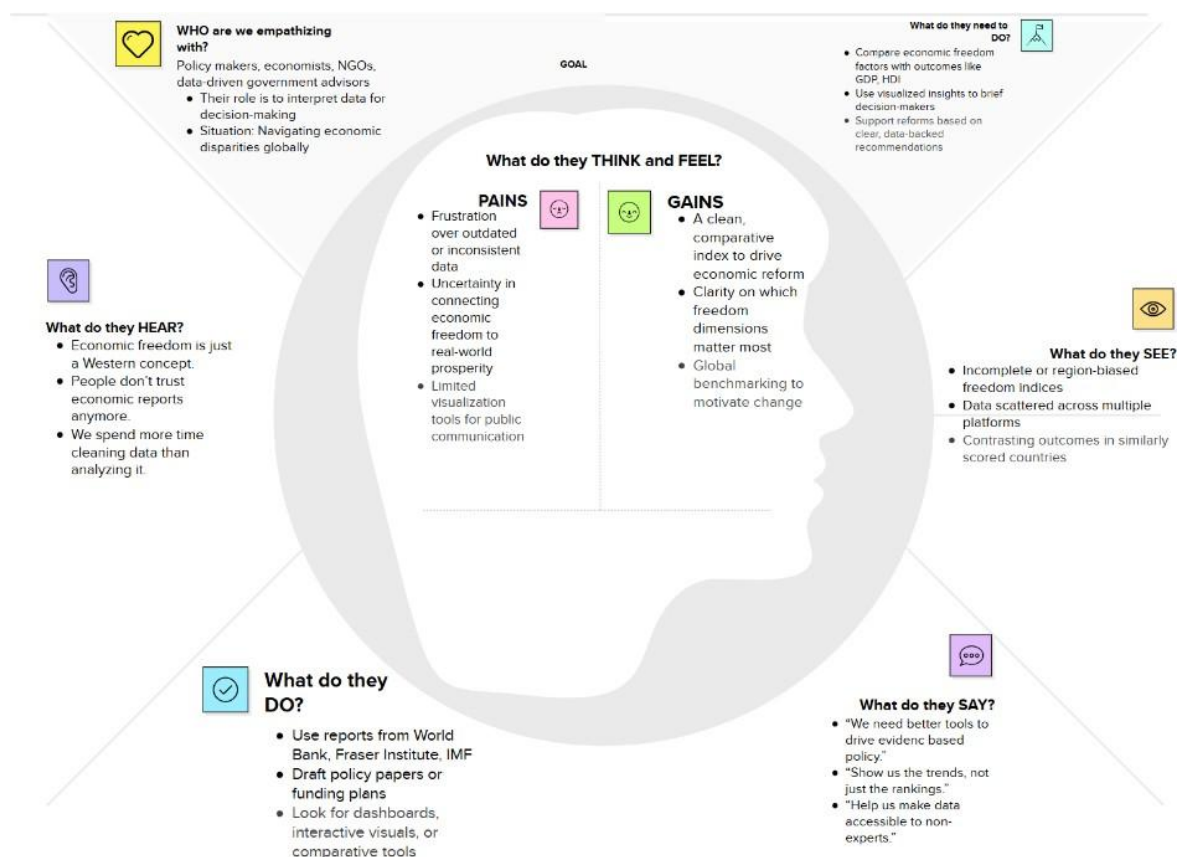 WHO are we empathizing
with?
Policy makers, economists, NGOs,
data-driven government advisors
● Their role is to interpret data for
decision-making
● Situation: Navigating economic
disparities globally
GOAL
What do they need to
DO?
● Compare economic freedom
factors with outcomes like
GDP, HDI
● Use visualized insights to brief
decision-makers
● Support reforms based on
clear, data-backed
recommendations
What do they THINK and FEEL?
PAINS
● Frustration
over outdated
or inconsistent
data
● Uncertainty in
connecting
economic
freedom to
real-world
prosperity
● Limited
visualization
tools for public
communication
GAINS
● A clean,
comparative
index to drive
economic reform
● Clarity on which
freedom
dimensions
matter most
● Global
benchmarking to
motivate change
What do they HEAR?
● Economic freedom is just
a Western concept.
● People don't trust
economic reports
anymore.
● We spend more time
cleaning data than
analyzing it.
What do they SEE?
● Incomplete or region-biased
freedom indices
● Data scattered across multiple
platforms
● Contrasting outcomes in similarly
scored countries
What do they
DO?
● Use reports from World
Bank, Fraser Institute, IMF
● Draft policy papers or
funding plans
● Look for dashboards,
interactive visuals, or
comparative tools
What do they SAY?
● “We need better tools to
drive evidenc based
policy.”
● “Show us the trends, not
just the rankings.”
● “Help us make data
accessible to non-
experts.”